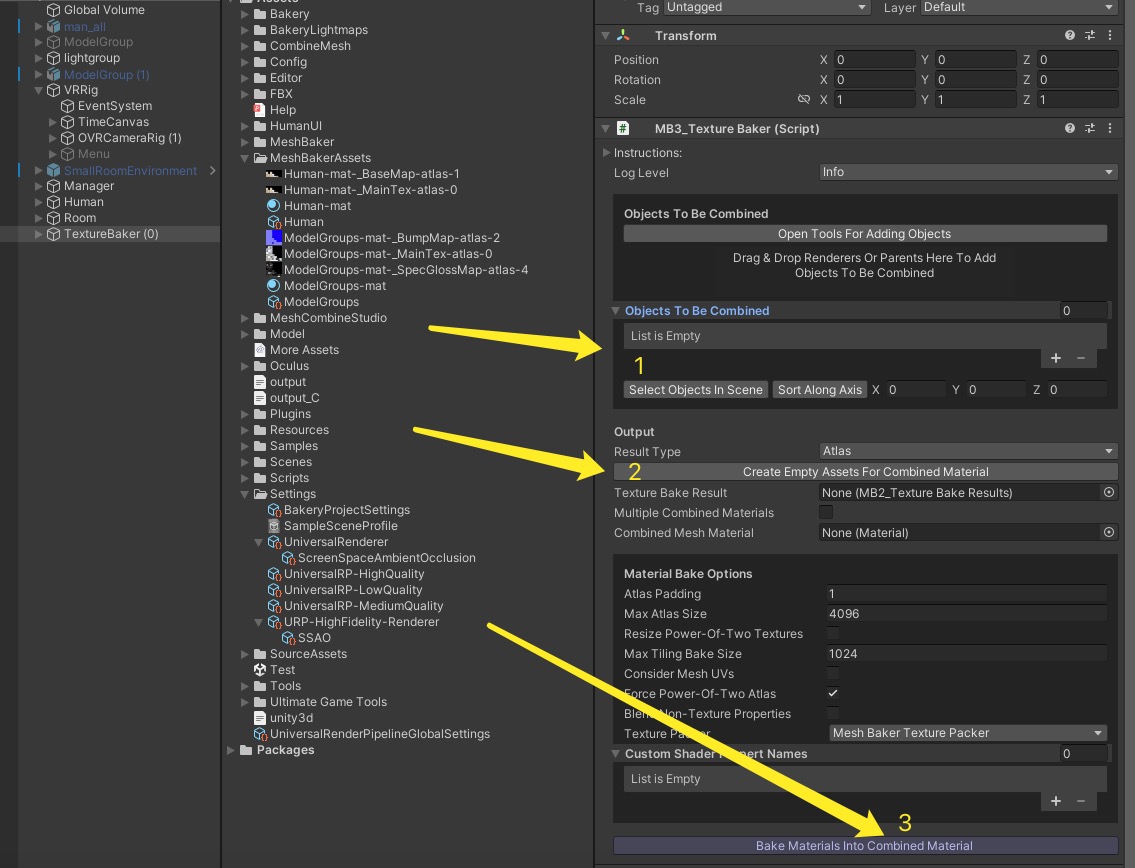 Global Volume
man_all
ModelGroup
lightgroup
ModelGroup (1)
VRRig
EventSystem
TimeCanvas
OVRCameraRig (1)
Menu
SmallRoomEnvironment
Manager
Human
Room
TextureBaker (0)
Assets
Bakery
BakeryLightmaps
CombineMesh
Config
Editor
FBX
Help
HumanUI
MeshBaker
MeshBakerAssets
Human-mat-_BaseMap-atlas-1
Human-mat-_MainTex-atlas-0
Human-mat
Human
ModelGroups-mat-_BumpMap-atlas-2
ModelGroups-mat-_MainTex-atlas-0
ModelGroups-mat-_SpecGlossMap-atlas-4
ModelGroups-mat
ModelGroups
MeshCombineStudio
Model
More Assets
Oculus
output
output_C
Plugins
Resources
Samples
Scenes
Scripts
Settings
BakeryProjectSettings
SampleSceneProfile
UniversalRenderer
ScreenSpaceAmbientOcclusion
UniversalRP-HighQuality
UniversalRP-LowQuality
UniversalRP-MediumQuality
URP-HighFidelity-Renderer
SSAO
SourceAssets
Test
Tools
Ultimate Game Tools
unity3d
UniversalRenderPipelineGlobalSettings
Packages
Tag Untagged Layer Default
Transform
Position X 0 Y 0 Z 0
Rotation X 0 Y 0 Z 0
Scale X 1 Y 1 Z 1
# MB3_Texture Baker (Script)
Instructions:
Log Level Info
Objects To Be Combined
Open Tools For Adding Objects
Drag & Drop Renderers Or Parents Here To Add
Objects To Be Combined
Objects To Be Combined 0
List is Empty
+ −
1
Select Objects In Scene Sort Along Axis X 0 Y 0 Z 0
Output
Result Type Atlas
2 Create Empty Assets For Combined Material
Texture Bake Result None (MB2_Texture Bake Results)
Multiple Combined Materials
Combined Mesh Material None (Material)
Material Bake Options
Atlas Padding 1
Max Atlas Size 4096
Resize Power-Of-Two Textures
Max Tiling Bake Size 1024
Consider Mesh UVs
Force Power-Of-Two Atlas
Blend Non-Texture Properties
Texture Mesh Baker Texture Packer
Custom Shader Names 0
List is Empty
+ −
3
Bake Materials Into Combined Material